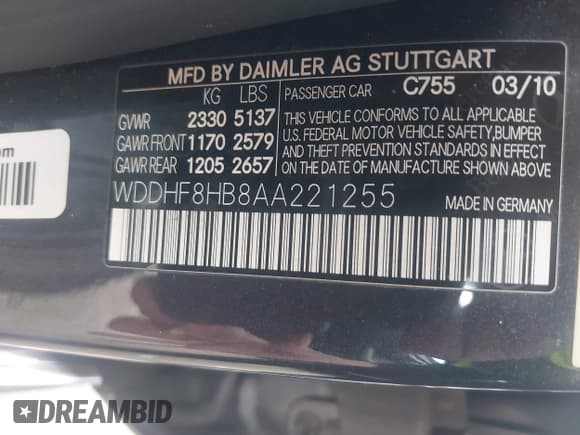 MFD BY DAIMLER AG STUTTGART
KG LBS PASSENGER CAR C755 03/10
GVWR 2330 5137
GAWR FRONT 1170 2579
GAWR REAR 1205 2657
THIS VEHICLE CONFORMS TO ALL APPLICABLE
U.S. FEDERAL MOTOR VEHICLE SAFETY,BUMPER
AND THEFT PREVENTION STANDARDS IN EFFECT
ON THE DATE OF MANUFACTURE SHOWN ABOVE
WDDHF8HB8AA221255 MADE IN GERMANY
DREAMBID